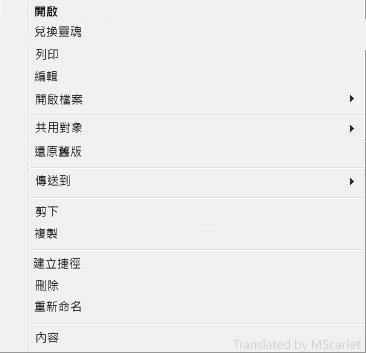 開啟
兌換靈魂
列印
編輯
開啟檔案
共用對象
還原舊版
傳送到
剪下
複製
建立捷徑
刪除
重新命名
內容
Translated by MScarlet